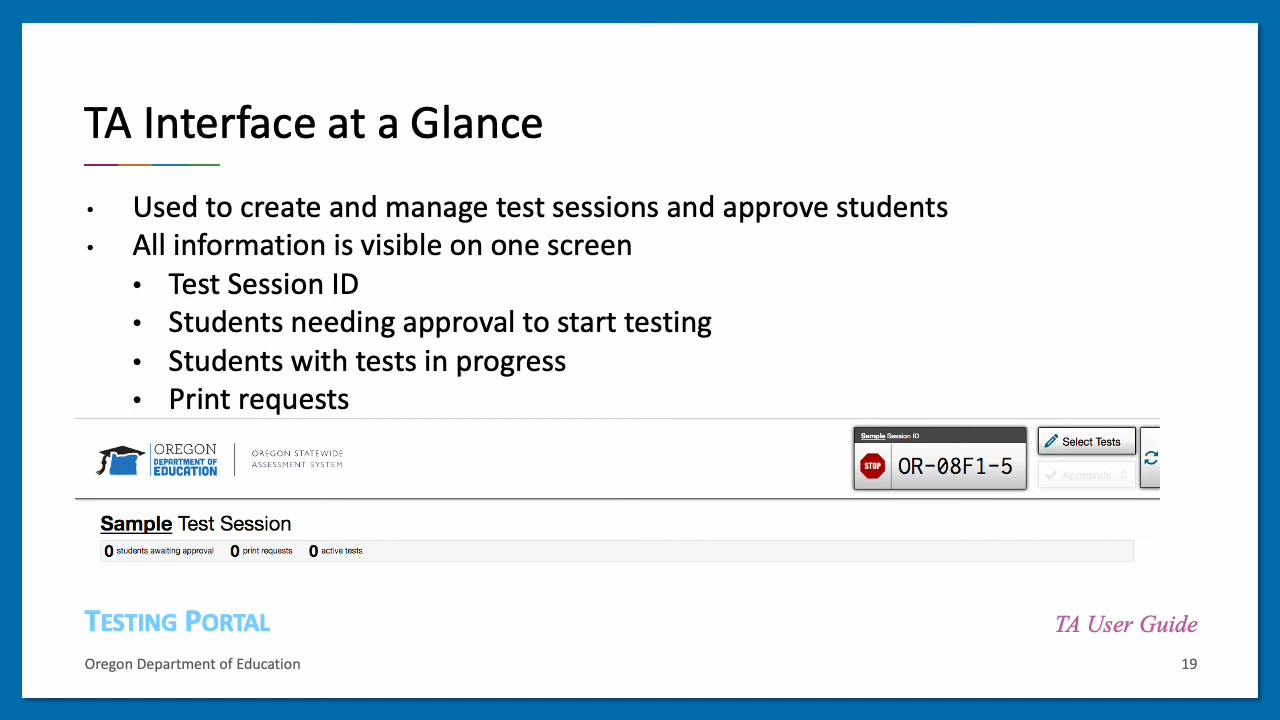 TA Interface at a Glance
• Used to create and manage test sessions and approve students
• All information is visible on one screen
• Test Session ID
• Students needing approval to start testing
• Students with tests in progress
• Print requests
OREGON
DEPARTMENT OF
EDUCATION
OREGON STATEWIDE
ASSESSMENT SYSTEM
Sample Session ID
STOP
OR-08F1-5
Select Tests
Approvals 0
Sample Test Session
0 students awaiting approval 0 print requests 0 active tests
TESTING PORTAL
TA User Guide
Oregon Department of Education
19